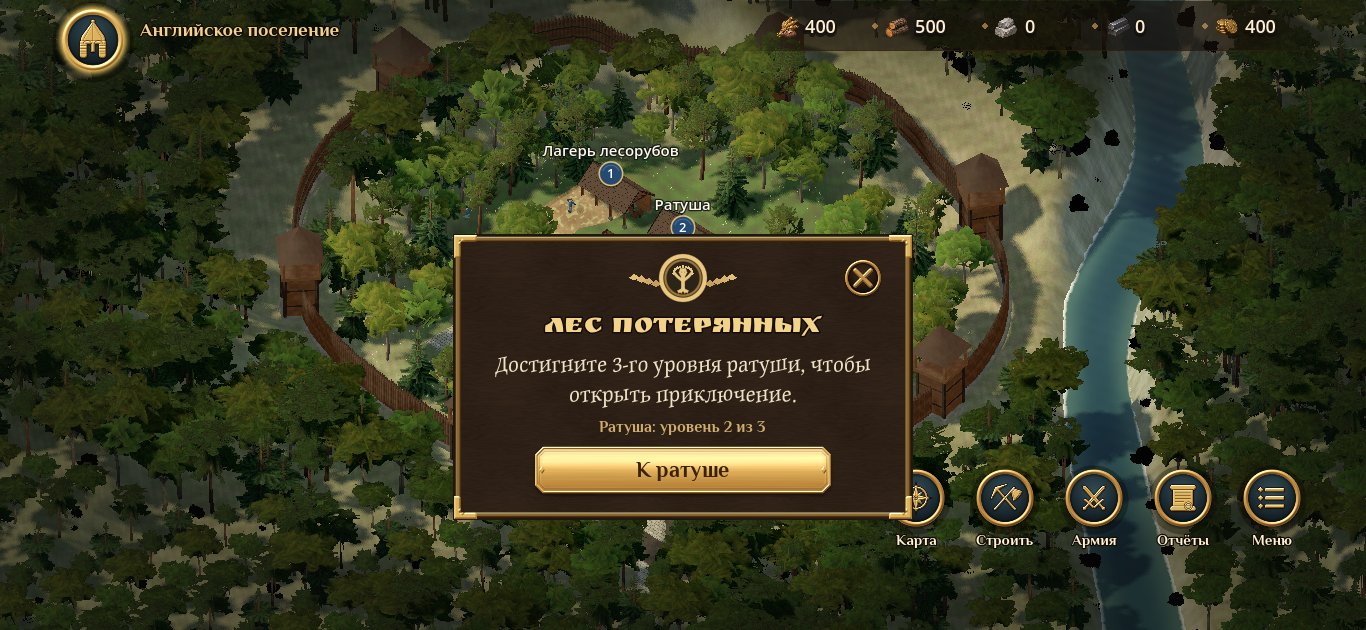 Английское поселение
400
500
0
0
400
Лагерь лесорубов
1
Ратуша
2
ЛЕС ПОТЕРЯННЫХ
Достигните 3-го уровня ратуши, чтобы
открыть приключение.
Ратуша: уровень 2 из 3
К ратуше
Карта
Строить
Армия
Отчёты
Меню